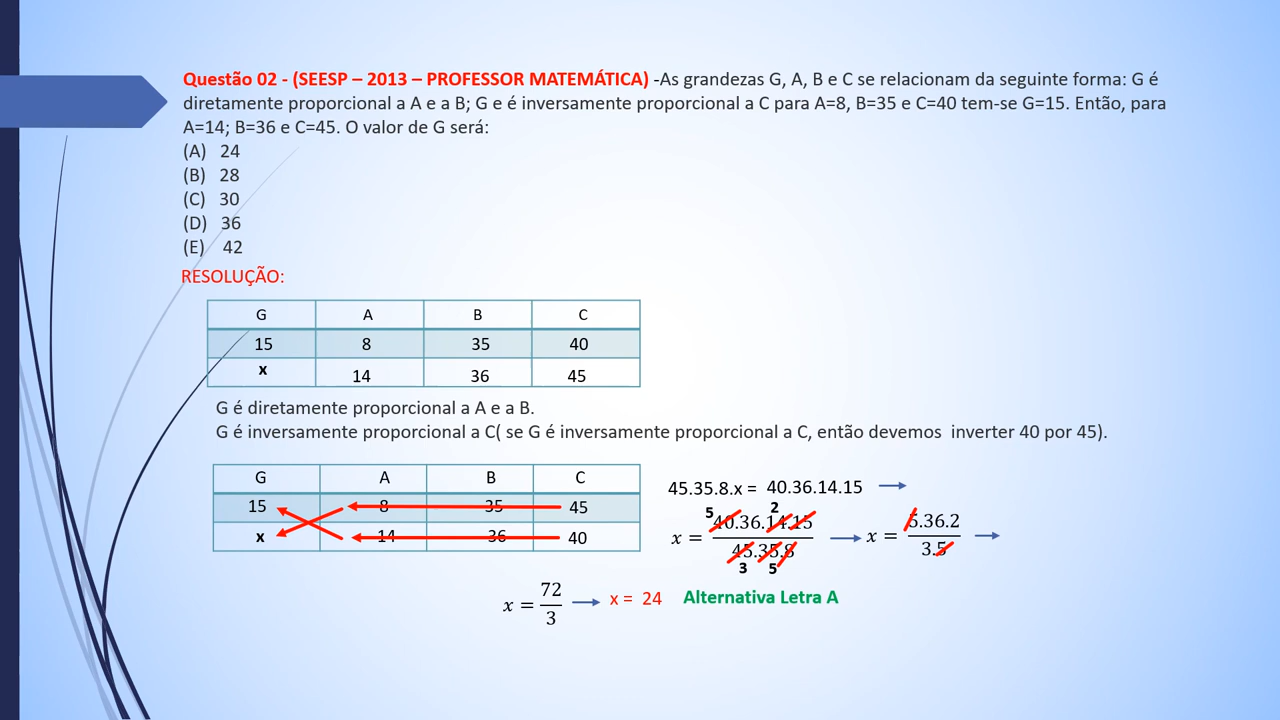 Questão 02 - (SEESP – 2013 – PROFESSOR MATEMÁTICA) -As grandezas G, A, B e C se relacionam da seguinte forma: G é
diretamente proporcional a A e a B; G e é inversamente proporcional a C para A=8, B=35 e C=40 tem-se G=15. Então, para
A=14; B=36 e C=45. O valor de G será:
(A) 24
(B) 28
(C) 30
(D) 36
(E) 42
RESOLUÇÃO:
G A B C
15 8 35 40
x 14 36 45
G é diretamente proporcional a A e a B.
G é inversamente proporcional a C( se G é inversamente proporcional a C, então devemos inverter 40 por 45).
G A B C
15 8 35 45
x 14 36 40
45.35.8.x = 40.36.14.15
5 2
x = 40.36.14.15 / 45.35.8
3 5
x = 5.36.2 / 3.5
x = 72 / 3
x = 24
Alternativa Letra A